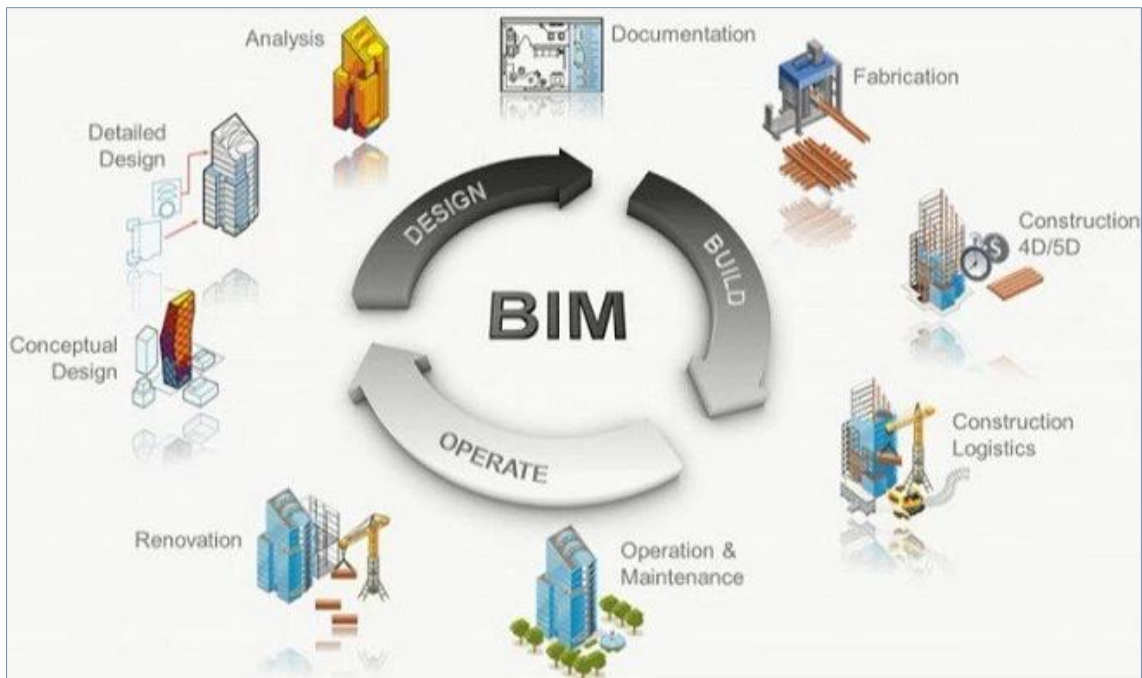 Analysis
Documentation
Fabrication
Detailed
Design
Construction
4D/5D
DESIGN
BUILD
BIM
$
Conceptual
Design
Construction
Logistics
OPERATE
Renovation
Operation &
Maintenance